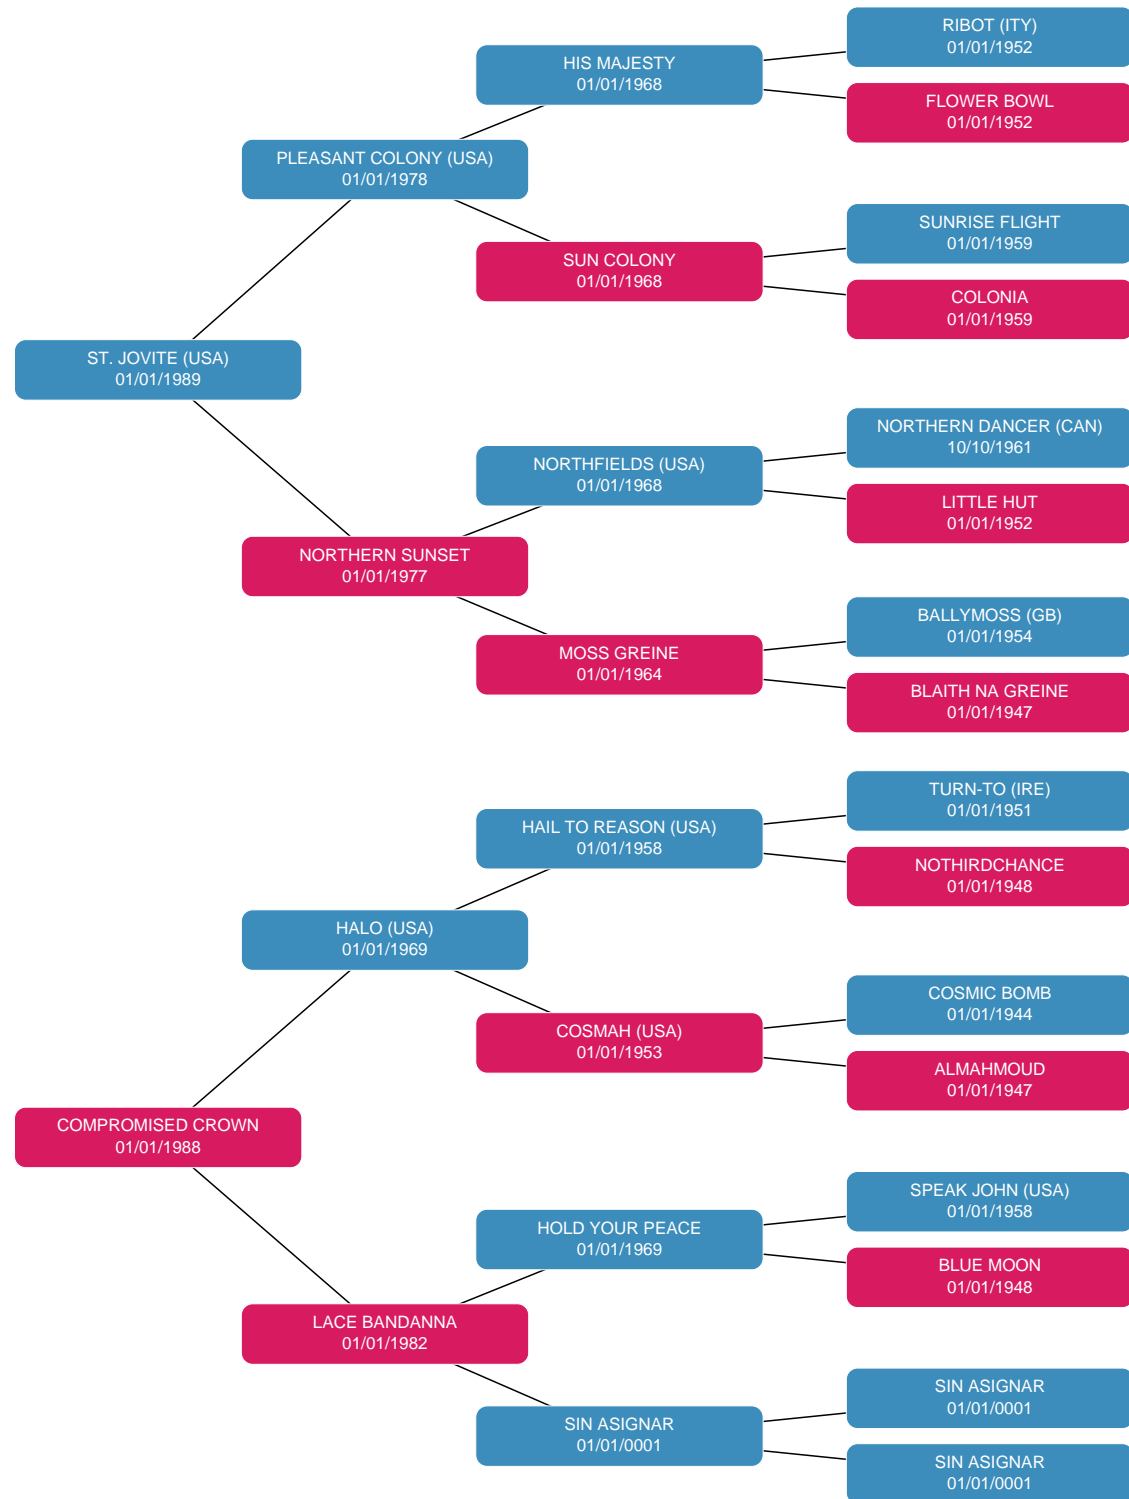 RIBOT (ITY)
01/01/1952
HIS MAJESTY
01/01/1968
FLOWER BOWL
01/01/1952
PLEASANT COLONY (USA)
01/01/1978
SUNRISE FLIGHT
01/01/1959
SUN COLONY
01/01/1968
COLONIA
01/01/1959
ST. JOVITE (USA)
01/01/1989
NORTHERN DANCER (CAN)
10/10/1961
NORTHFIELDS (USA)
01/01/1968
LITTLE HUT
01/01/1952
NORTHERN SUNSET
01/01/1977
BALLYMOSS (GB)
01/01/1954
MOSS GREINE
01/01/1964
BLAITH NA GREINE
01/01/1947
TURN-TO (IRE)
01/01/1951
HAIL TO REASON (USA)
01/01/1958
NOTHIRDCHANCE
01/01/1948
HALO (USA)
01/01/1969
COSMIC BOMB
01/01/1944
COSMAH (USA)
01/01/1953
ALMAHMOUD
01/01/1947
COMPROMISED CROWN
01/01/1988
SPEAK JOHN (USA)
01/01/1958
HOLD YOUR PEACE
01/01/1969
BLUE MOON
01/01/1948
LACE BANDANNA
01/01/1982
SIN ASIGNAR
01/01/0001
SIN ASIGNAR
01/01/0001
SIN ASIGNAR
01/01/0001